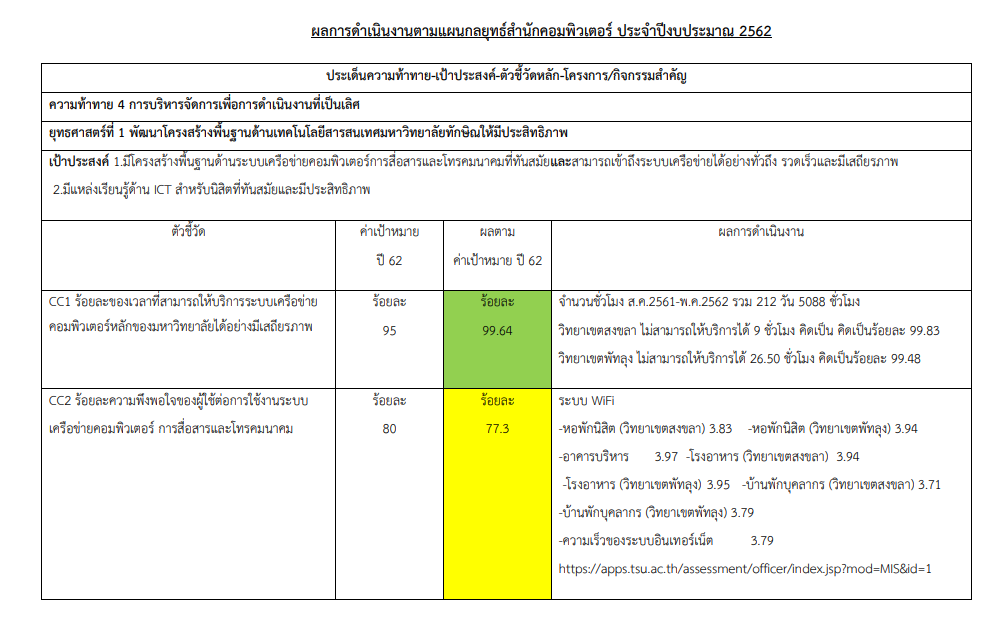 ผลการดำเนินงานตามแผนกลยุทธ์สำนักคอมพิวเตอร์ ประจำปีงบประมาณ 2562
ประเด็นความท้าทาย-เป้าประสงค์-ตัวชี้วัดหลัก-โครงการ/กิจกรรมสำคัญ
ความท้าทาย 4 การบริหารจัดการเพื่อการดำเนินงานที่เป็นเลิศ
ยุทธศาสตร์ที่ 1 พัฒนาโครงสร้างพื้นฐานด้านเทคโนโลยีสารสนเทศมหาวิทยาลัยทักษิณให้มีประสิทธิภาพ
เป้าประสงค์ 1.มีโครงสร้างพื้นฐานด้านระบบเครือข่ายคอมพิวเตอร์การสื่อสารและโทรคมนาคมที่ทันสมัยและสามารถเข้าถึงระบบเครือข่ายได้อย่างทั่วถึง รวดเร็วและมีเสถียรภาพ
2.มีแหล่งเรียนรู้ด้าน ICT สำหรับนิสิตที่ทันสมัยและมีประสิทธิภาพ
ตัวชี้วัด
ค่าเป้าหมาย
ปี 62
ผลตาม
ค่าเป้าหมาย ปี 62
ผลการดำเนินงาน
CC1 ร้อยละของเวลาที่สามารถให้บริการระบบเครือข่าย
คอมพิวเตอร์หลักของมหาวิทยาลัยได้อย่างมีเสถียรภาพ
ร้อยละ
95
ร้อยละ
99.64
จำนวนชั่วโมง ส.ค.2561-พ.ค.2562 รวม 212 วัน 5088 ชั่วโมง
วิทยาเขตสงขลา ไม่สามารถให้บริการได้ 9 ชั่วโมง คิดเป็น คิดเป็นร้อยละ 99.83
วิทยาเขตพัทลุง ไม่สามารถให้บริการได้ 26.50 ชั่วโมง คิดเป็นร้อยละ 99.48
CC2 ร้อยละความพึงพอใจของผู้ใช้ต่อการใช้งานระบบ
เครือข่ายคอมพิวเตอร์ การสื่อสารและโทรคมนาคม
ร้อยละ
80
ร้อยละ
77.3
ระบบ WiFi
-หอพักนิสิต (วิทยาเขตสงขลา) 3.83 -หอพักนิสิต (วิทยาเขตพัทลุง) 3.94
-อาคารบริหาร 3.97 -โรงอาหาร (วิทยาเขตสงขลา) 3.94
-โรงอาหาร (วิทยาเขตพัทลุง) 3.95 -บ้านพักบุคลากร (วิทยาเขตสงขลา) 3.71
-บ้านพักบุคลากร (วิทยาเขตพัทลุง) 3.79
-ความเร็วของระบบอินเทอร์เน็ต 3.79
https://apps.tsu.ac.th/assessment/officer/index.jsp?mod=MIS&id=1